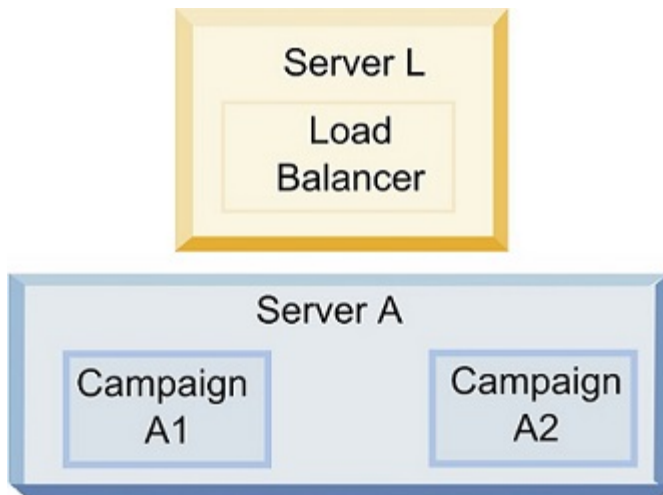 Server L
Load
Balancer
Server A
Campaign
A1
Campaign
A2